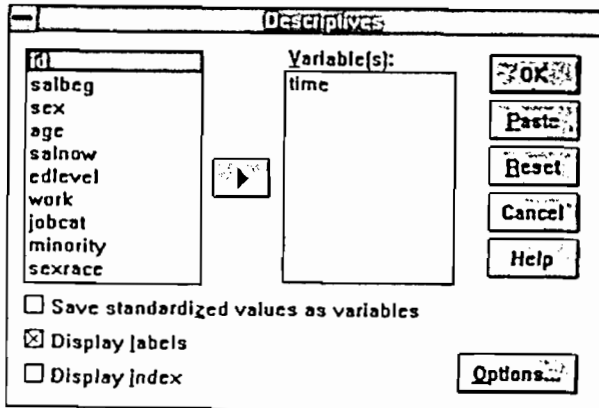 Descriptives
id
salbeg
sex
age
salnow
edlevel
work
jobcat
minority
sexrace
Variable(s):
time
OK
Paste
Reset
Cancel
Help
Save standardized values as variables
Display labels
Display index
Options...